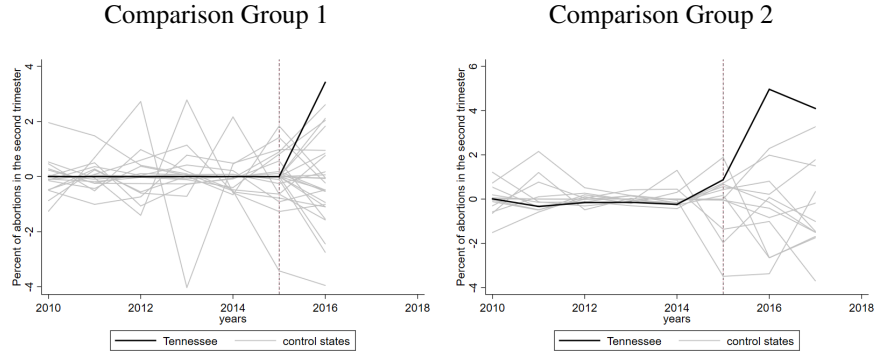 Comparison Group 1
Percent of abortions in the second trimester
4
2
0
-2
-4
2010 2012 2014 2016 2018
years
Tennessee control states
Comparison Group 2
Percent of abortions in the second trimester
6
4
2
0
-2
-4
2010 2012 2014 2016 2018
years
Tennessee control states